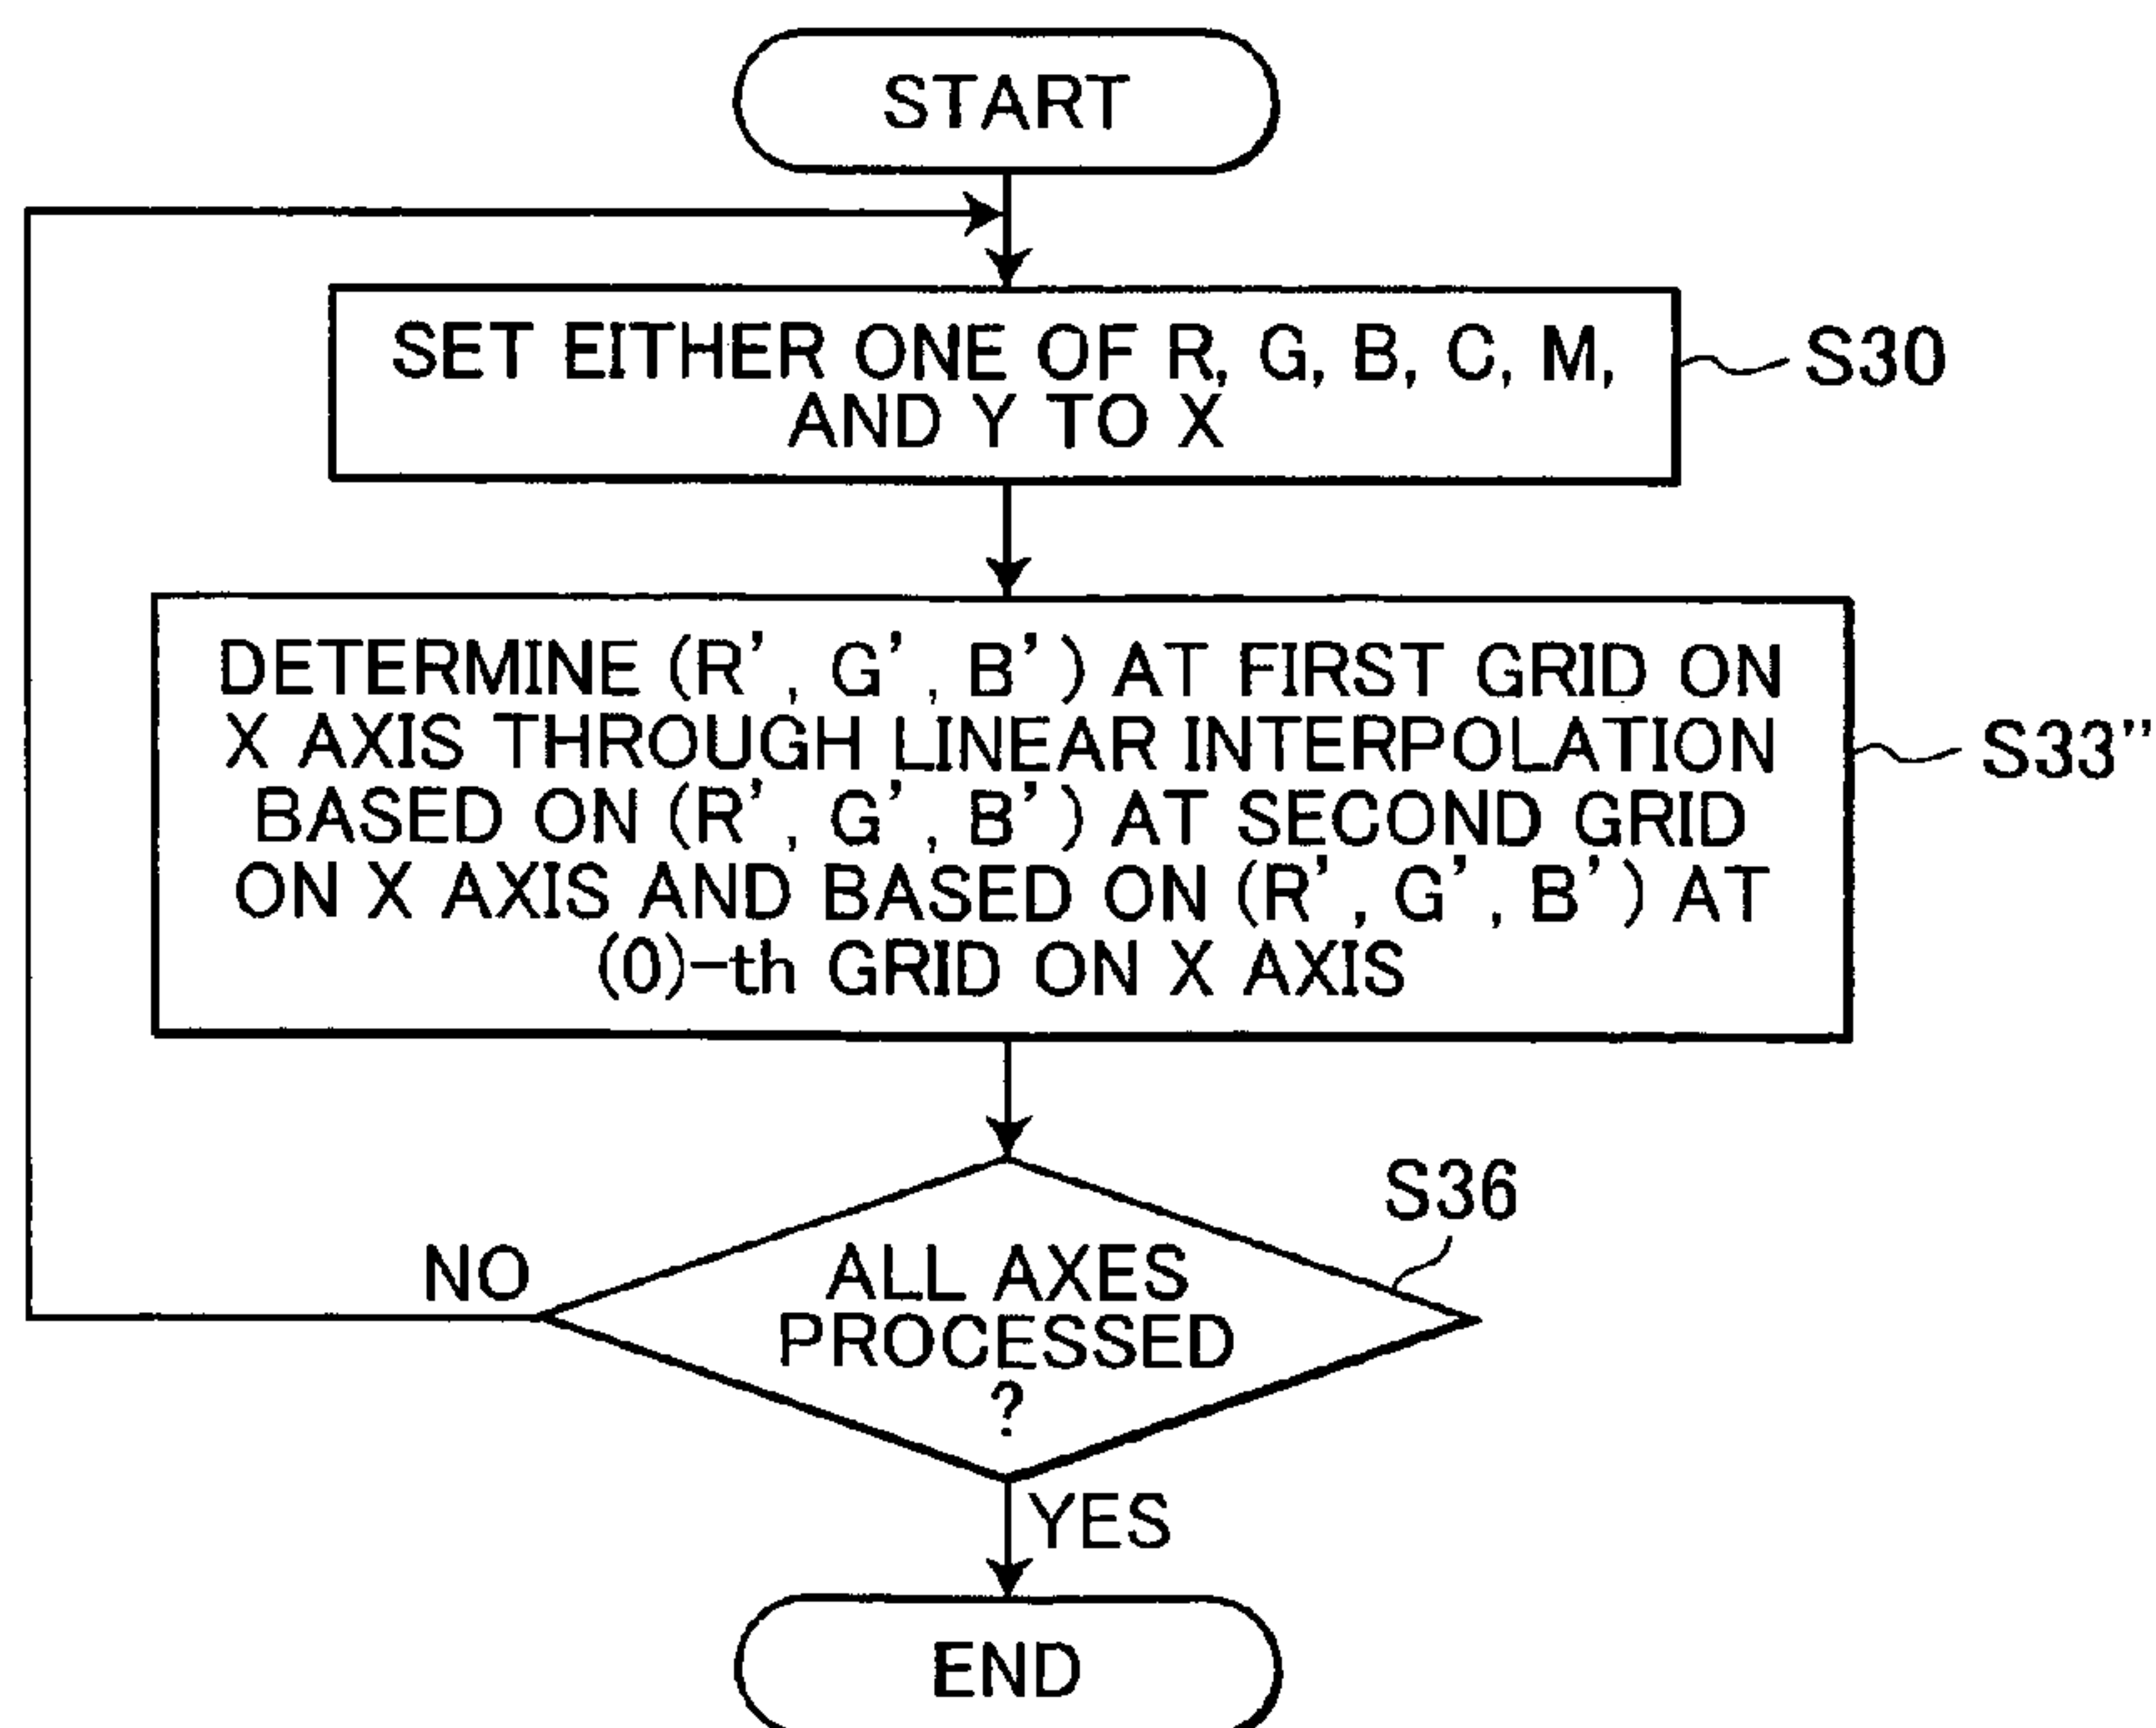 START
SET EITHER ONE OF R, G, B, C, M,
AND Y TO X
S30
DETERMINE (R', G', B') AT FIRST GRID ON
X AXIS THROUGH LINEAR INTERPOLATION
BASED ON (R', G', B') AT SECOND GRID
ON X AXIS AND BASED ON (R', G', B') AT
(0)-th GRID ON X AXIS
S33"
S36
ALL AXES
PROCESSED
?
NO
YES
END